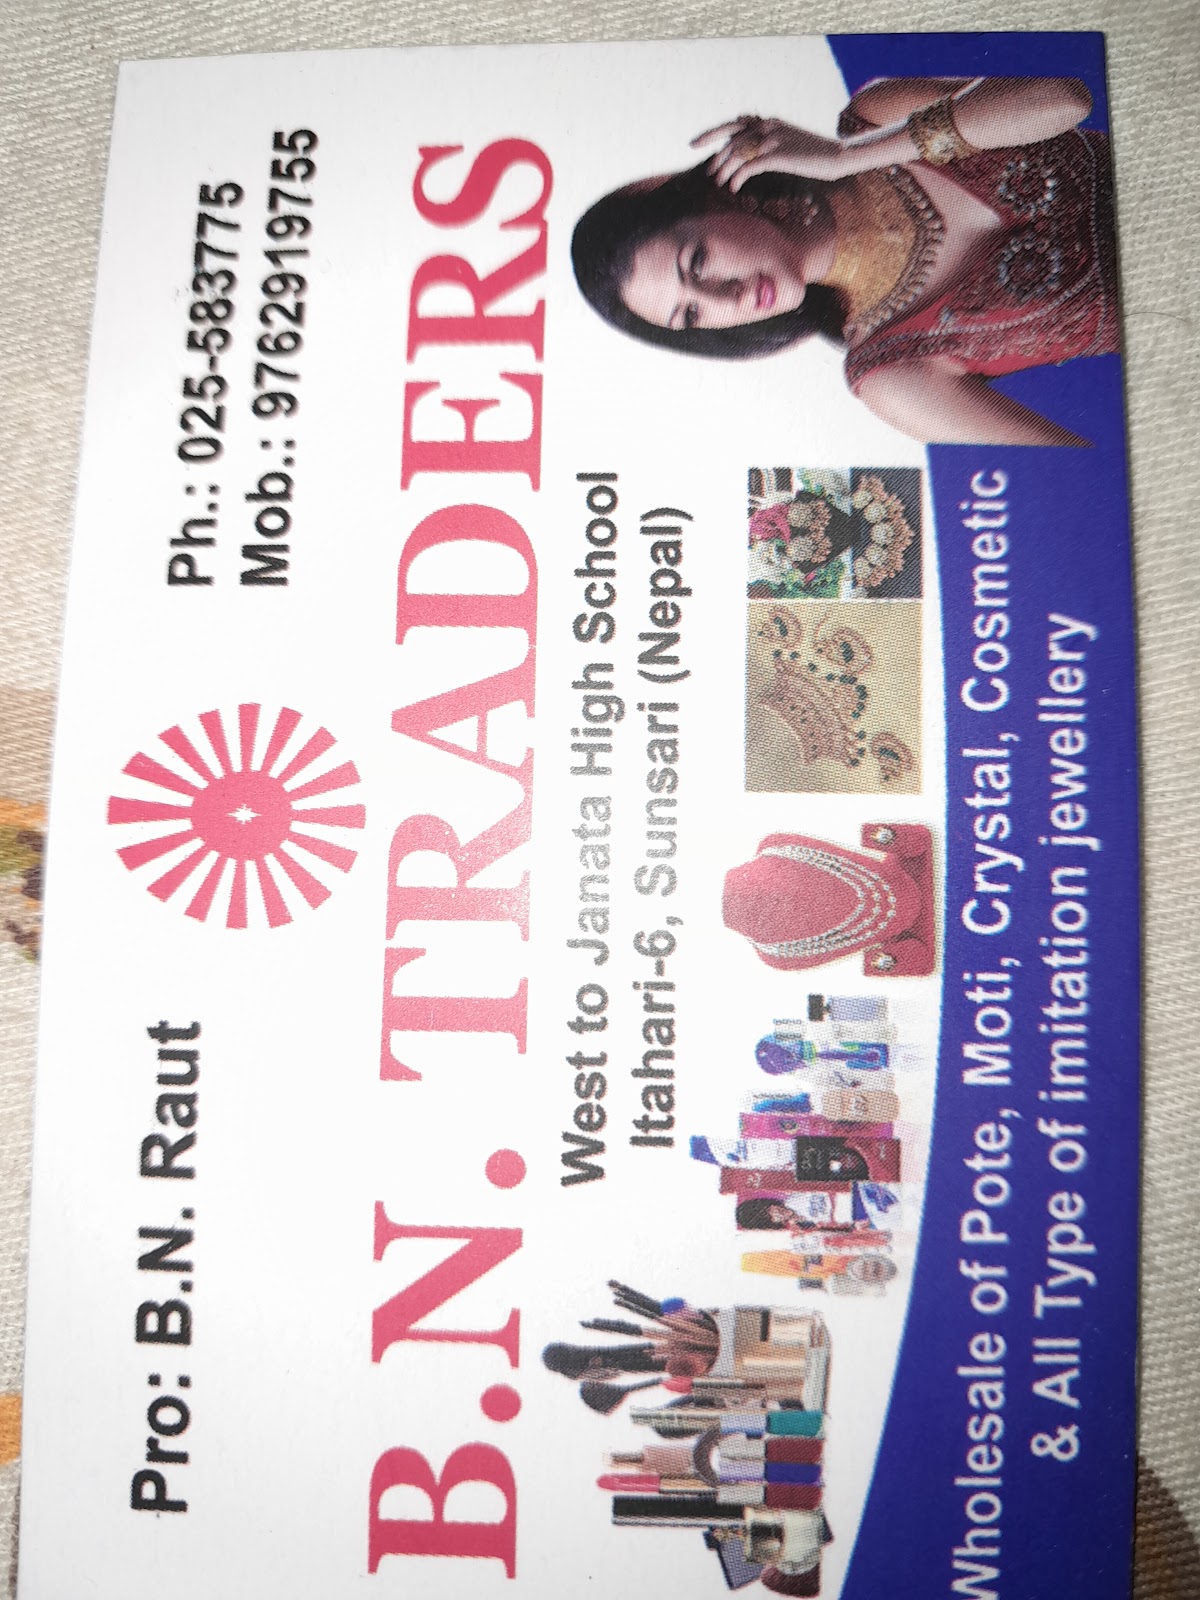 Pro: B.N. Raut
Ph.: 025-583775
Mob.: 9762919755
B.N. TRADERS
West to Janata High School
Itahari-6, Sunsari (Nepal)
Wholesale of Pote, Moti, Crystal, Cosmetic
& All Type of imitation jewellery